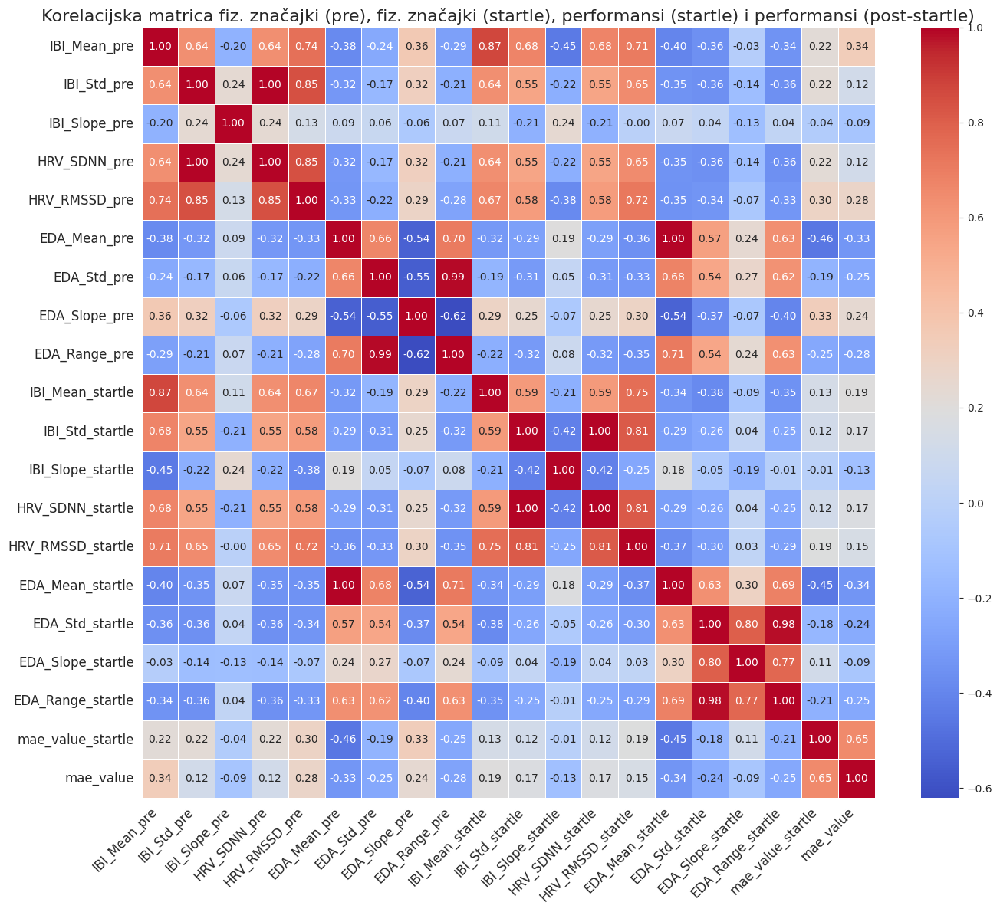 Korelacijska matrica fiz. značajki (pre), fiz. značajki (startle), performansi (startle) i performansi (post-startle)
IBI_Mean_pre 1.00 0.64 -0.20 0.64 0.74 -0.38 -0.24 0.36 -0.29 0.87 0.68 -0.45 0.68 0.71 -0.40 -0.36 -0.03 -0.34 0.22 0.34
IBI_Std_pre 0.64 1.00 0.24 1.00 0.85 -0.32 -0.17 0.32 -0.21 0.64 0.55 -0.22 0.55 0.65 -0.35 -0.36 -0.14 -0.36 0.22 0.12
IBI_Slope_pre -0.20 0.24 1.00 0.24 0.13 0.09 0.06 -0.06 0.07 0.11 -0.21 0.24 -0.21 -0.00 0.07 0.04 -0.13 0.04 -0.04 -0.09
HRV_SDNN_pre 0.64 1.00 0.24 1.00 0.85 -0.32 -0.17 0.32 -0.21 0.64 0.55 -0.22 0.55 0.65 -0.35 -0.36 -0.14 -0.36 0.22 0.12
HRV_RMSSD_pre 0.74 0.85 0.13 0.85 1.00 -0.33 -0.22 0.29 -0.28 0.67 0.58 -0.38 0.58 0.72 -0.35 -0.34 -0.07 -0.33 0.30 0.28
EDA_Mean_pre -0.38 -0.32 0.09 -0.32 -0.33 1.00 0.66 -0.54 0.70 -0.32 -0.29 0.19 -0.29 -0.36 1.00 0.57 0.24 0.63 -0.46 -0.33
EDA_Std_pre -0.24 -0.17 0.06 -0.17 -0.22 0.66 1.00 -0.55 0.99 -0.19 -0.31 0.05 -0.31 -0.33 0.68 0.54 0.27 0.62 -0.19 -0.25
EDA_Slope_pre 0.36 0.32 -0.06 0.32 0.29 -0.54 -0.55 1.00 -0.62 0.29 0.25 -0.07 0.25 0.30 -0.54 -0.37 -0.07 -0.40 0.33 0.24
EDA_Range_pre -0.29 -0.21 0.07 -0.21 -0.28 0.70 0.99 -0.62 1.00 -0.22 -0.32 0.08 -0.32 -0.35 0.71 0.54 0.24 0.63 -0.25 -0.28
IBI_Mean_startle 0.87 0.64 0.11 0.64 0.67 -0.32 -0.19 0.29 -0.22 1.00 0.59 -0.21 0.59 0.75 -0.34 -0.38 -0.09 -0.35 0.13 0.19
IBI_Std_startle 0.68 0.55 -0.21 0.55 0.58 -0.29 -0.31 0.25 -0.32 0.59 1.00 -0.42 1.00 0.81 -0.29 -0.26 0.04 -0.25 0.12 0.17
IBI_Slope_startle -0.45 -0.22 0.24 -0.22 -0.38 0.19 0.05 -0.07 0.08 -0.21 -0.42 1.00 -0.42 -0.25 0.18 -0.05 -0.19 -0.01 -0.01 -0.13
HRV_SDNN_startle 0.68 0.55 -0.21 0.55 0.58 -0.29 -0.31 0.25 -0.32 0.59 1.00 -0.42 1.00 0.81 -0.29 -0.26 0.04 -0.25 0.12 0.17
HRV_RMSSD_startle 0.71 0.65 -0.00 0.65 0.72 -0.36 -0.33 0.30 -0.35 0.75 0.81 -0.25 0.81 1.00 -0.37 -0.30 0.03 -0.29 0.19 0.15
EDA_Mean_startle -0.40 -0.35 0.07 -0.35 -0.35 1.00 0.68 -0.54 0.71 -0.34 -0.29 0.18 -0.29 -0.37 1.00 0.63 0.30 0.69 -0.45 -0.34
EDA_Std_startle -0.36 -0.36 0.04 -0.36 -0.34 0.57 0.54 -0.37 0.54 -0.38 -0.26 -0.05 -0.26 -0.30 0.63 1.00 0.80 0.98 -0.18 -0.24
EDA_Slope_startle -0.03 -0.14 -0.13 -0.14 -0.07 0.24 0.27 -0.07 0.24 -0.09 0.04 -0.19 0.04 0.03 0.30 0.80 1.00 0.77 0.11 -0.09
EDA_Range_startle -0.34 -0.36 0.04 -0.36 -0.33 0.63 0.62 -0.40 0.63 -0.35 -0.25 -0.01 -0.25 -0.29 0.69 0.98 0.77 1.00 -0.21 -0.25
mae_value_startle 0.22 0.22 -0.04 0.22 0.30 -0.46 -0.19 0.33 -0.25 0.13 0.12 -0.01 0.12 0.19 -0.45 -0.18 0.11 -0.21 1.00 0.65
mae_value 0.34 0.12 -0.09 0.12 0.28 -0.33 -0.25 0.24 -0.28 0.19 0.17 -0.13 0.17 0.15 -0.34 -0.24 -0.09 -0.25 0.65 1.00
IBI_Mean_pre
IBI_Std_pre
IBI_Slope_pre
HRV_SDNN_pre
HRV_RMSSD_pre
EDA_Mean_pre
EDA_Std_pre
EDA_Slope_pre
EDA_Range_pre
IBI_Mean_startle
IBI_Std_startle
IBI_Slope_startle
HRV_SDNN_startle
HRV_RMSSD_startle
EDA_Mean_startle
EDA_Std_startle
EDA_Slope_startle
EDA_Range_startle
mae_value_startle
mae_value
1.0
0.8
0.6
0.4
0.2
0.0
−0.2
−0.4
−0.6